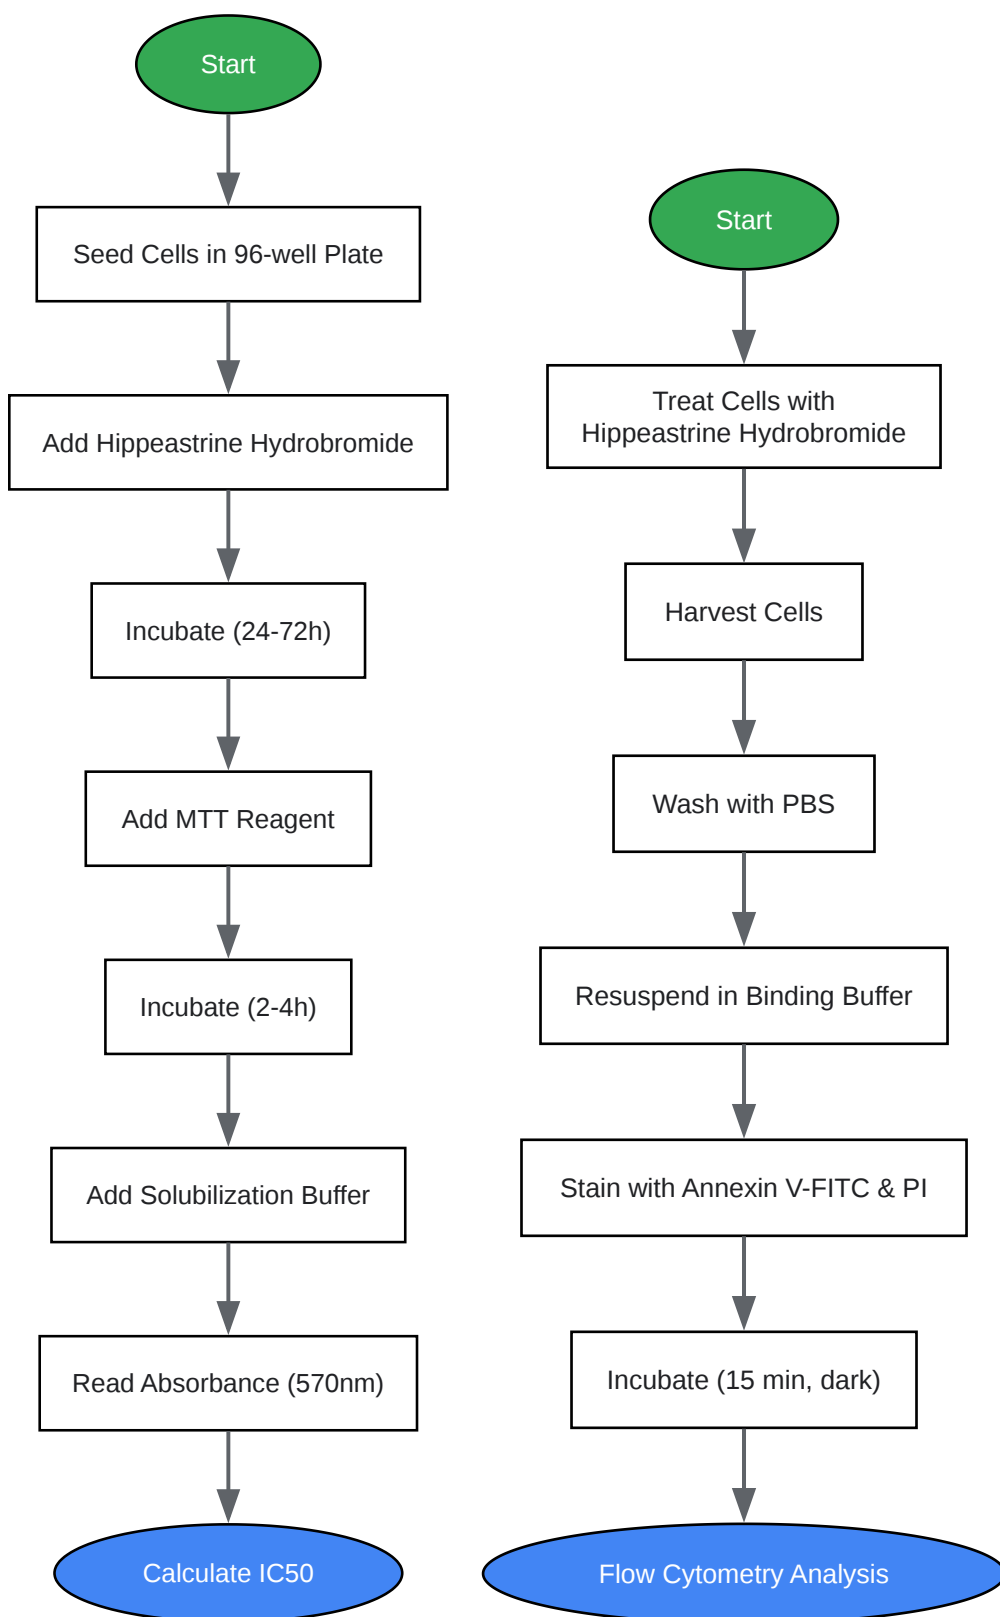 Start
Seed Cells in 96-well Plate
Add Hippeastrine Hydrobromide
Incubate (24-72h)
Add MTT Reagent
Incubate (2-4h)
Add Solubilization Buffer
Read Absorbance (570nm)
Calculate IC50
Start
Treat Cells with
Hippeastrine Hydrobromide
Harvest Cells
Wash with PBS
Resuspend in Binding Buffer
Stain with Annexin V-FITC & PI
Incubate (15 min, dark)
Flow Cytometry Analysis